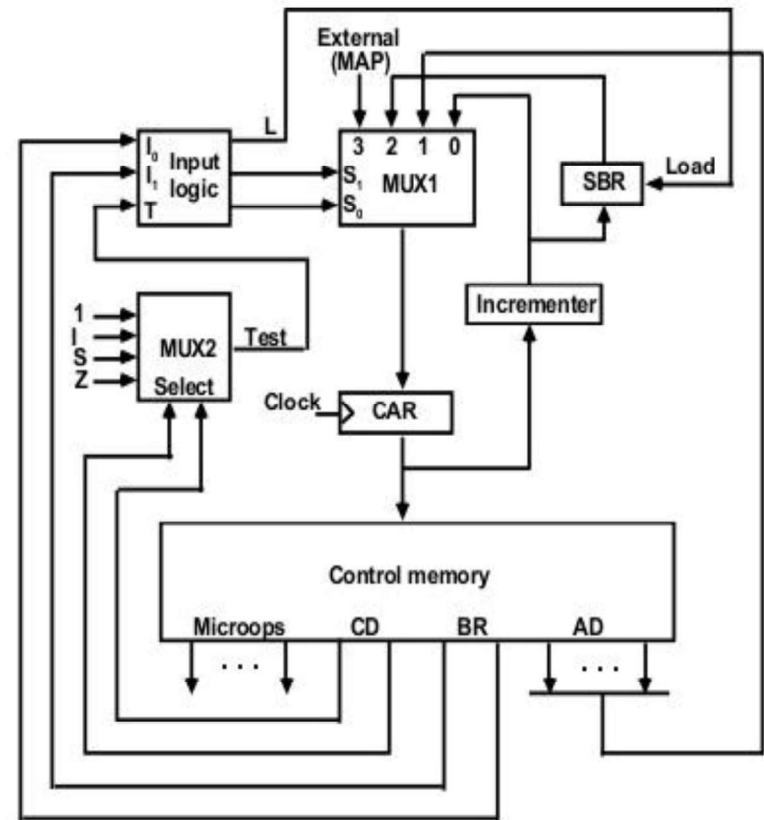 External
(MAP)
L
3 2 1 0
I₀ Input
I₁ logic
T
S₁ MUX1
S₀
SBR
Load
Incrementer
1
I
S
Z
MUX2
Select
Test
Clock
CAR
Control memory
Microops CD BR AD
. . . . . .